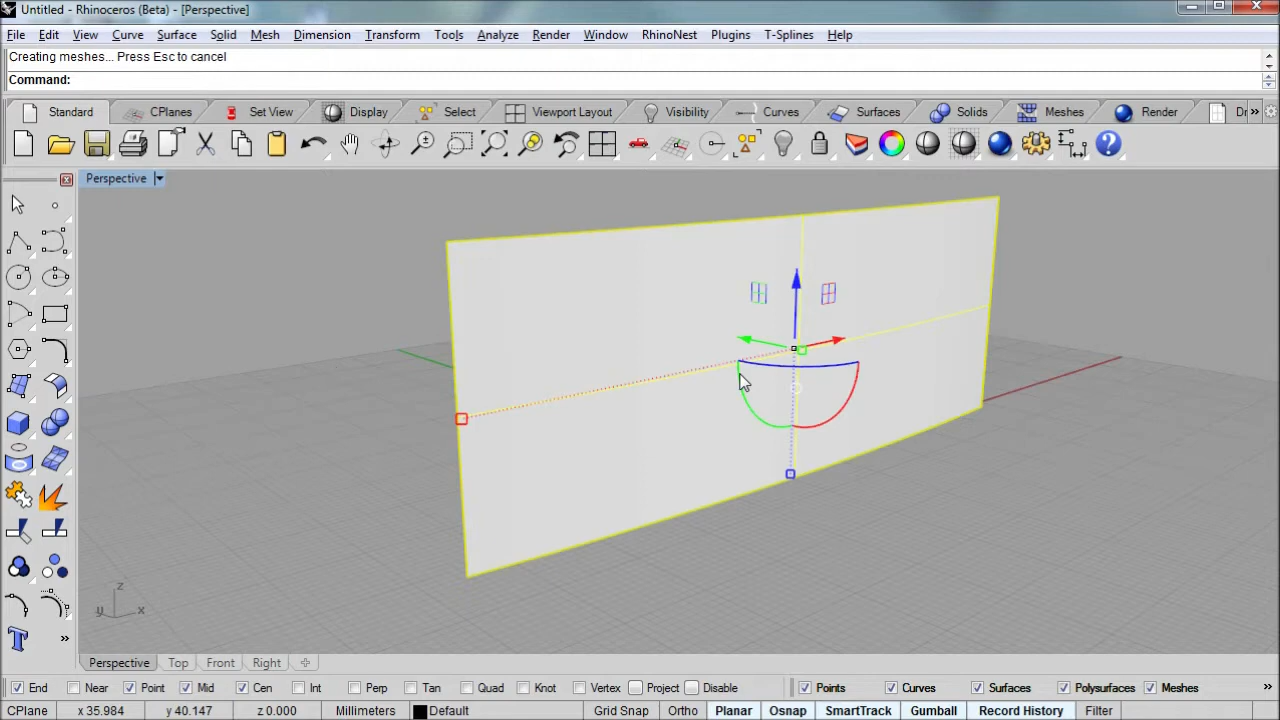 Untitled - Rhinoceros (Beta) - [Perspective]
File Edit View Curve Surface Solid Mesh Dimension Transform Tools Analyze Render Window RhinoNest Plugins T-Splines Help
Creating meshes... Press Esc to cancel
Command:
Standard CPlanes Set View Display Select Viewport Layout Visibility Curves Surfaces Solids Meshes Render Dr
Perspective
z
y x
Perspective Top Front Right
End Near Point Mid Cen Int Perp Tan Quad Knot Vertex Project Disable Points Curves Surfaces Polysurfaces Meshes
CPlane x 35.984 y 40.147 z 0.000 Millimeters Default Grid Snap Ortho Planar Osnap SmartTrack Gumball Record History Filter